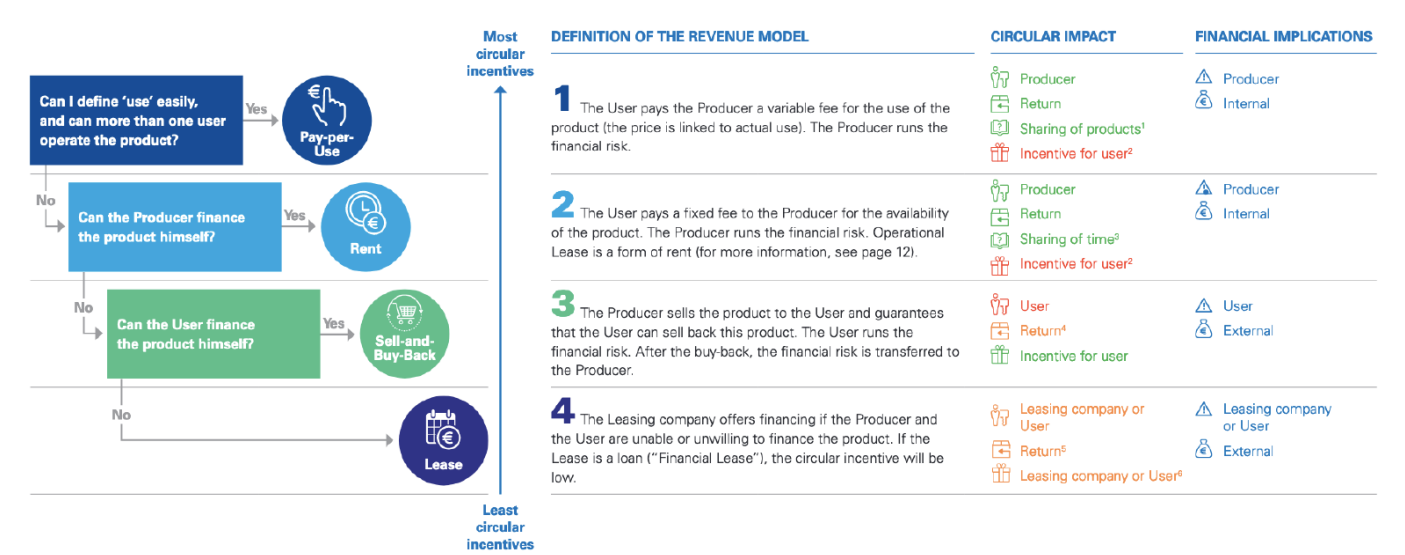 Most
circular
incentives
DEFINITION OF THE REVENUE MODEL
CIRCULAR IMPACT
FINANCIAL IMPLICATIONS
Can I define ‘use’ easily,
and can more than one user
operate the product?
Yes
€
Pay-per-
Use
1 The User pays the Producer a variable fee for the use of the
product (the price is linked to actual use). The Producer runs the
financial risk.
Producer
Return
? Sharing of products¹
Incentive for user²
Producer
€ Internal
No
Can the Producer finance
the product himself?
Yes
€
Rent
2 The User pays a fixed fee to the Producer for the availability
of the product. The Producer runs the financial risk. Operational
Lease is a form of rent (for more information, see page 12).
Producer
Return
? Sharing of time³
Incentive for user²
Producer
€ Internal
No
Can the User finance
the product himself?
Yes
Sell-and-
Buy-Back
3 The Producer sells the product to the User and guarantees
that the User can sell back this product. The User runs the
financial risk. After the buy-back, the financial risk is transferred to
the Producer.
User
Return⁴
Incentive for user
User
€ External
No
€
Lease
4 The Leasing company offers financing if the Producer and
the User are unable or unwilling to finance the product. If the
Lease is a loan (“Financial Lease”), the circular incentive will be
low.
Leasing company or
User
Return⁵
Leasing company or User⁶
Leasing company
or User
€ External
Least
circular
incentives